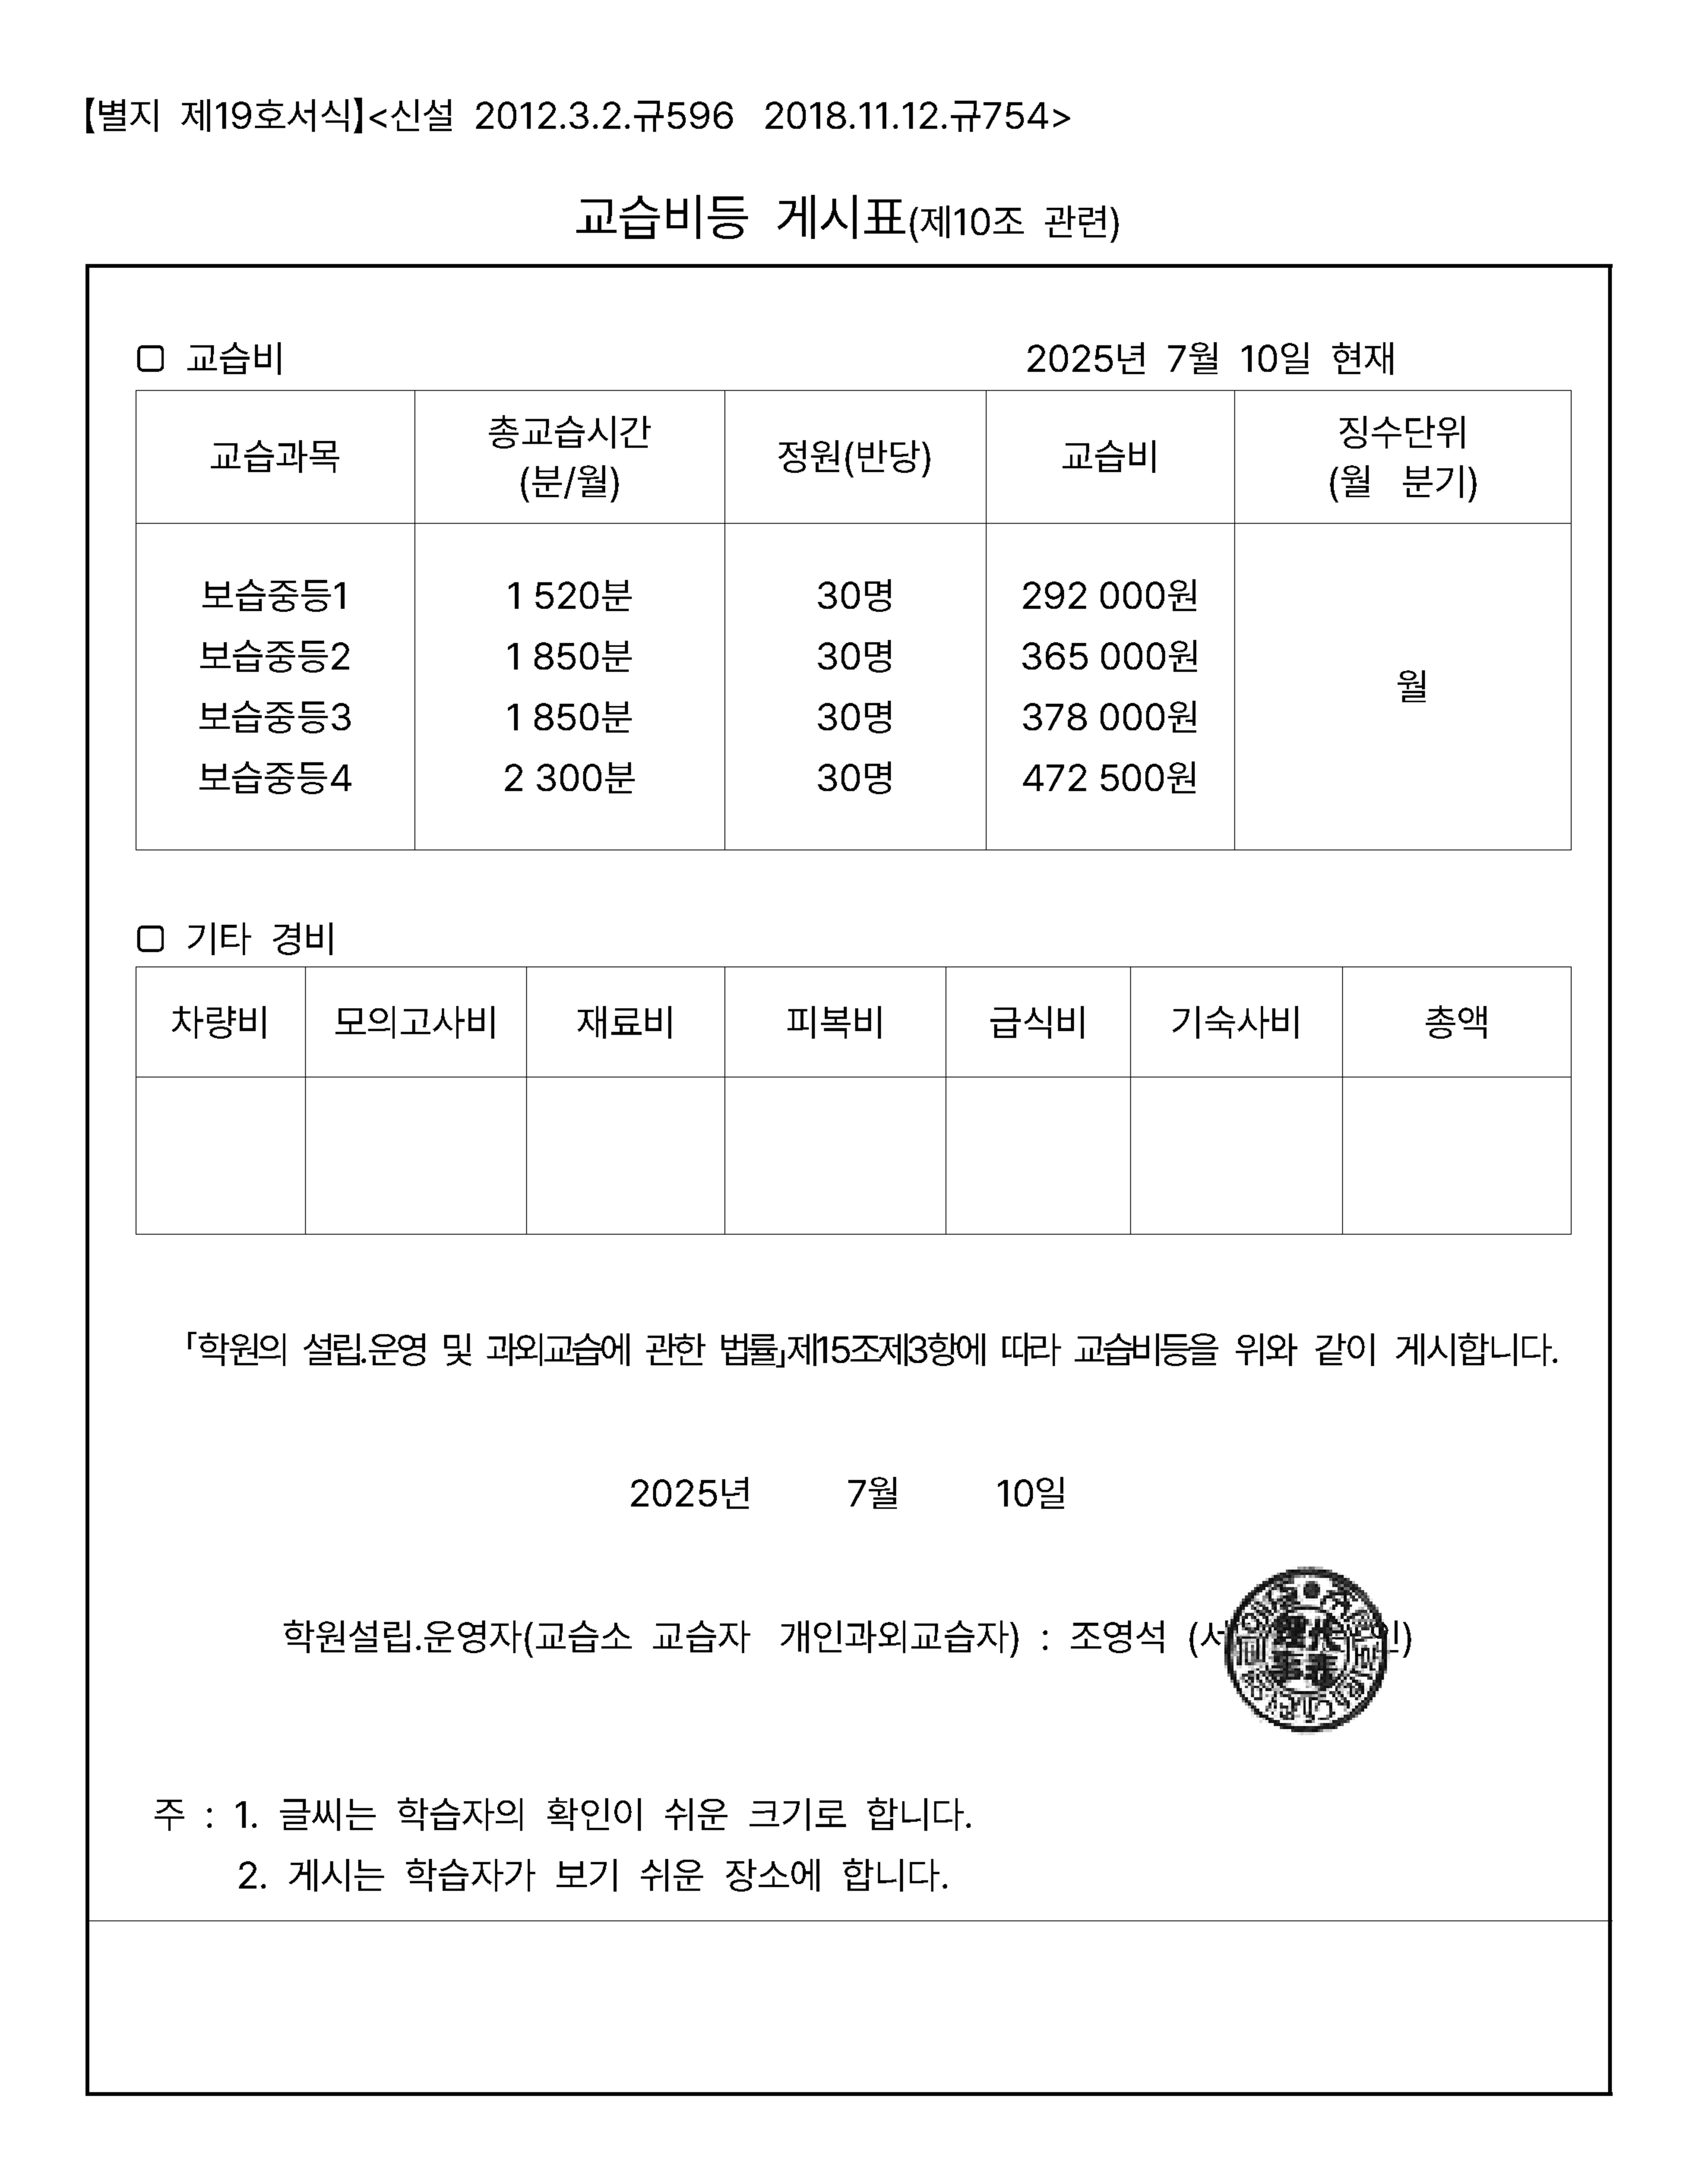 【별지 제19호서식】<신설 2012.3.2.규596 2018.11.12.규754>
교습비등 게시표(제10조 관련)
▢ 교습비 2025년 7월 10일 현재
교습과목 총교습시간 (분/월) 정원(반당) 교습비 징수단위 (월 분기)
보습중등1 1 520분 30명 292 000원
보습중등2 1 850분 30명 365 000원
월
보습중등3 1 850분 30명 378 000원
보습중등4 2 300분 30명 472 500원
▢ 기타 경비
차량비 모의고사비 재료비 피복비 급식비 기숙사비 총액
「학원의 설립.운영 및 과외교습에 관한 법률」제15조제3항에 따라 교습비등을 위와 같이 게시합니다.
2025년 7월 10일
학원설립.운영자(교습소 교습자 개인과외교습자) : 조영석
주 : 1. 글씨는 학습자의 확인이 쉬운 크기로 합니다.
2. 게시는 학습자가 보기 쉬운 장소에 합니다.